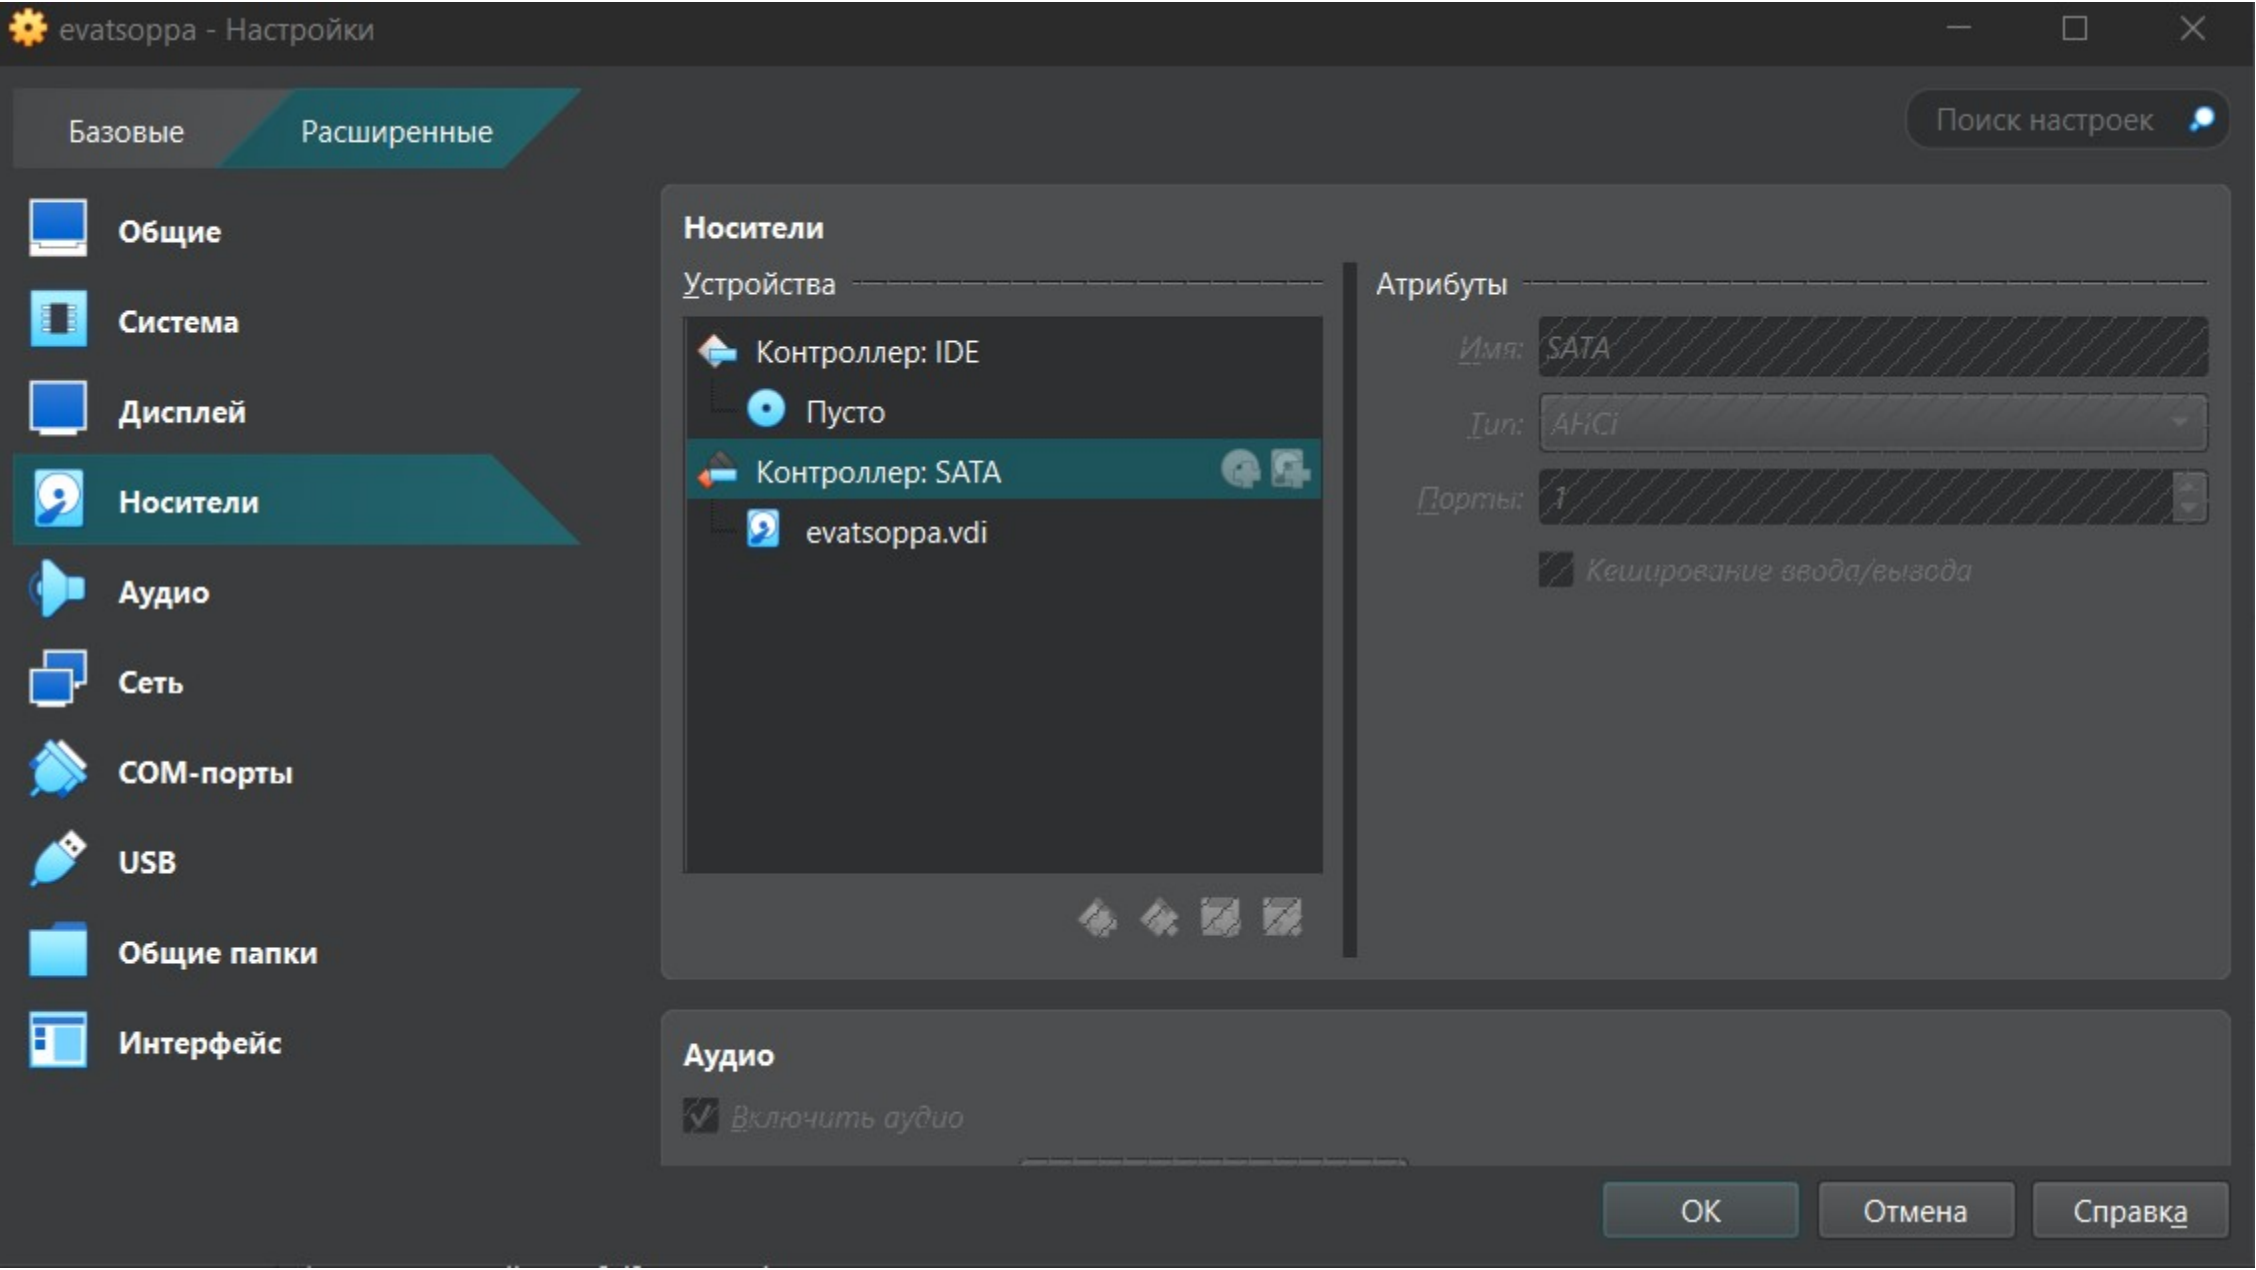 evatsoppa - Настройки
Базовые
Расширенные
Поиск настроек
Общие
Система
Дисплей
Носители
Аудио
Сеть
COM-порты
USB
Общие папки
Интерфейс
Носители
Устройства
Контроллер: IDE
Пусто
Контроллер: SATA
evatsoppa.vdi
Атрибуты
Имя: SATA
Тип: AHCI
Порты: 1
Кеширование ввода/вывода
Аудио
Включить аудио
OK
Отмена
Справка